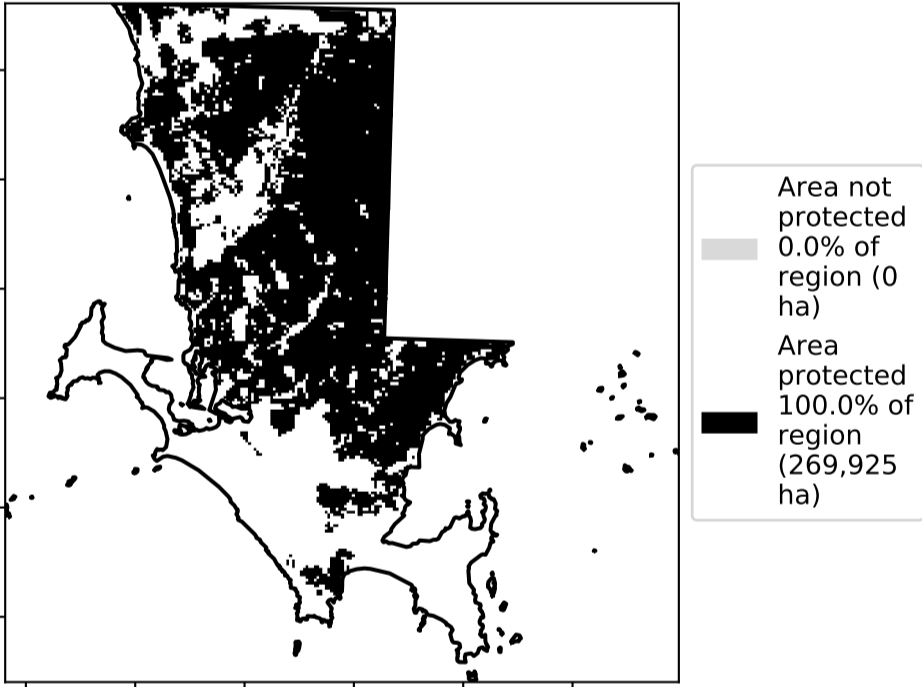 Area not
protected
0.0% of
region (0
ha)
Area
protected
100.0% of
region
(269,925
ha)